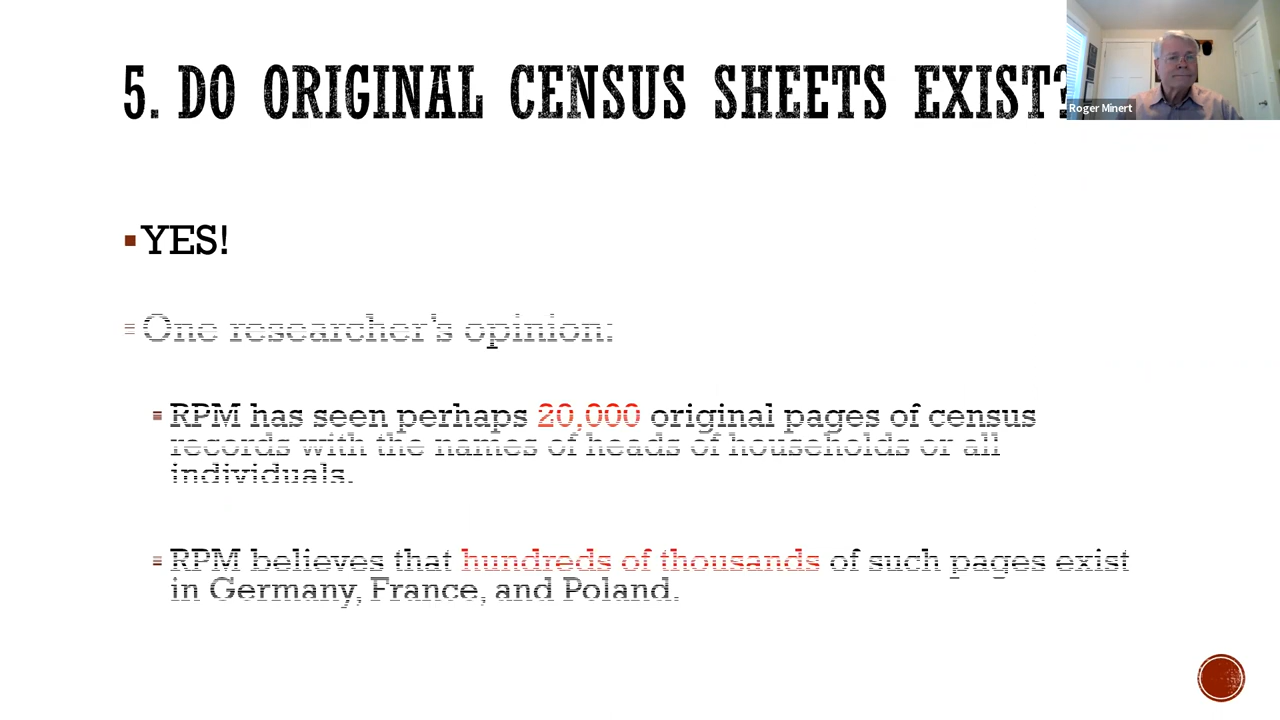 5. DO ORIGINAL CENSUS SHEETS EXIST?
Roger Minert
YES!
One researcher's opinion:
RPM has seen perhaps 20,000 original pages of census
records with the names of heads of households or all
individuals.
RPM believes that hundreds of thousands of such pages exist
in Germany, France, and Poland.